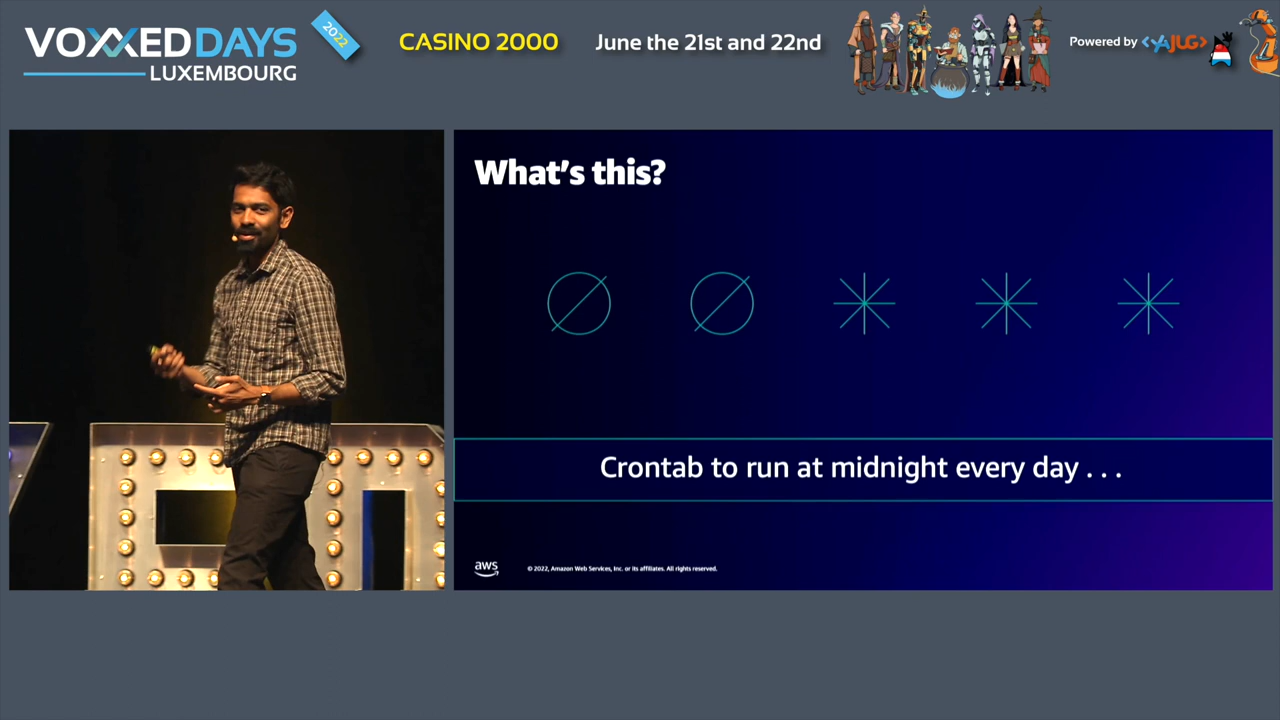 VOXXEDDAYS
LUXEMBOURG
2022
CASINO 2000
June the 21st and 22nd
Powered by <YAJUG>
What's this?
∅ ∅ * * *
Crontab to run at midnight every day . . .
aws
© 2022, Amazon Web Services, Inc. or its affiliates. All rights reserved.